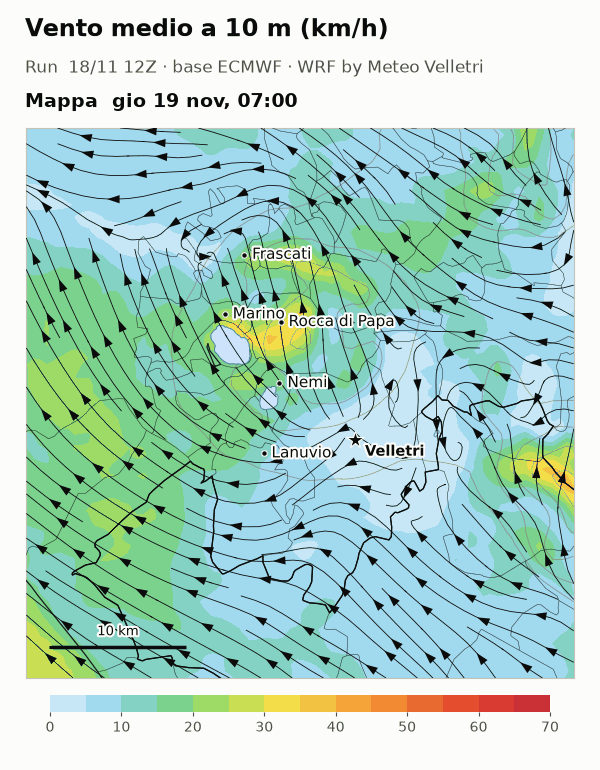 Vento medio a 10 m (km/h)
Run  18/11 12Z · base ECMWF · WRF by Meteo Velletri
Mappa  gio 19 nov, 07:00
Frascati
Marino
Rocca di Papa
Nemi
Velletri
Lanuvio
10 km
0 10 20 30 40 50 60 70